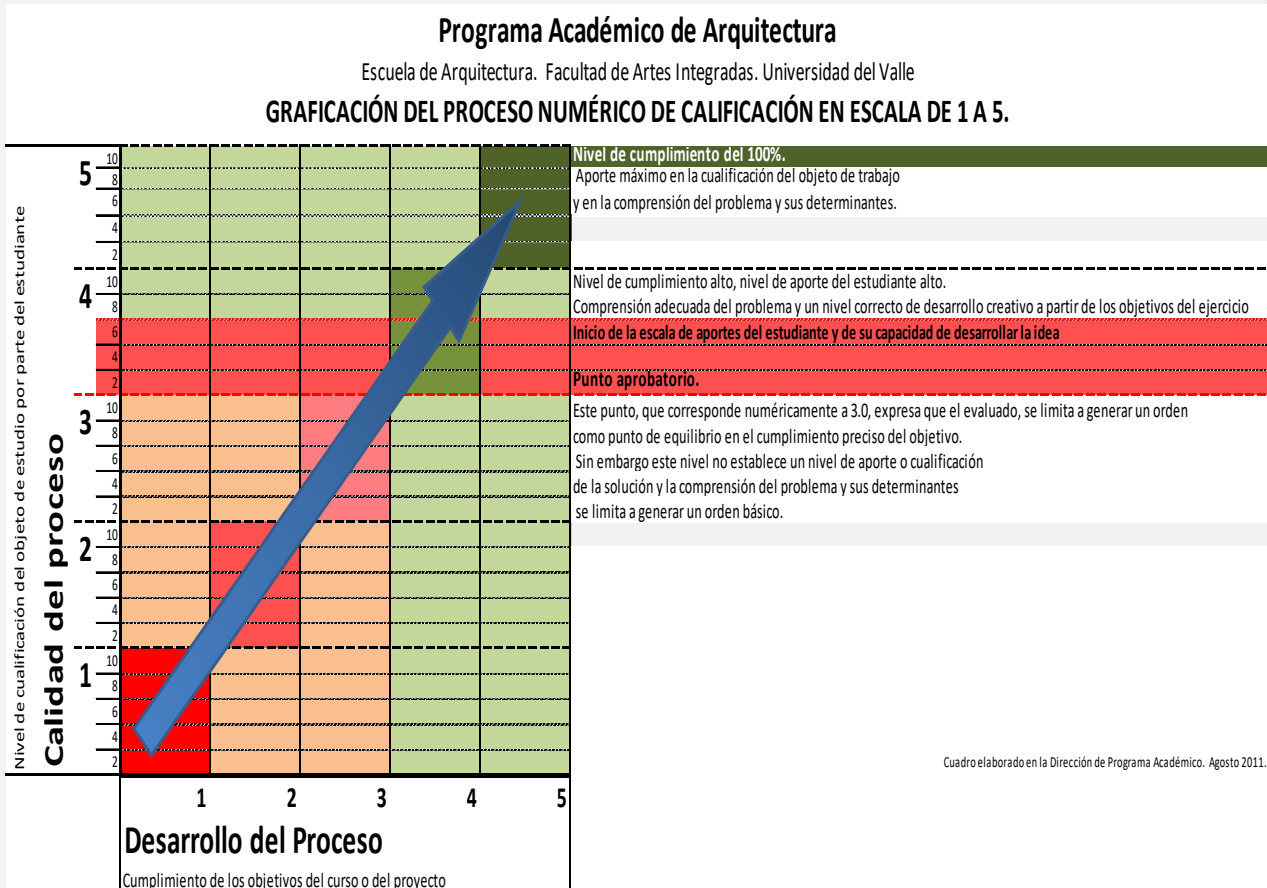 Programa Académico de Arquitectura
Escuela de Arquitectura. Facultad de Artes Integradas. Universidad del Valle
GRAFICACIÓN DEL PROCESO NUMÉRICO DE CALIFICACIÓN EN ESCALA DE 1 A 5.
Nivel de cualificación del objeto de estudio por parte del estudiante
Calidad del proceso
5
10
8
6
4
2
4
10
8
6
4
2
3
10
8
6
4
2
2
10
8
6
4
2
1
10
8
6
4
2
Nivel de cumplimiento del 100%.
Aporte máximo en la cualificación del objeto de trabajo
y en la comprensión del problema y sus determinantes.
Nivel de cumplimiento alto, nivel de aporte del estudiante alto.
Comprensión adecuada del problema y un nivel correcto de desarrollo creativo a partir de los objetivos del ejercicio
Inicio de la escala de aportes del estudiante y de su capacidad de desarrollar la idea
Punto aprobatorio.
Este punto, que corresponde numéricamente a 3.0, expresa que el evaluado, se limita a generar un orden
como punto de equilibrio en el cumplimiento preciso del objetivo.
Sin embargo este nivel no establece un nivel de aporte o cualificación
de la solución y la comprensión del problema y sus determinantes
se limita a generar un orden básico.
Cuadro elaborado en la Dirección de Programa Académico. Agosto 2011.
1 2 3 4 5
Desarrollo del Proceso
Cumplimiento de los objetivos del curso o del proyecto